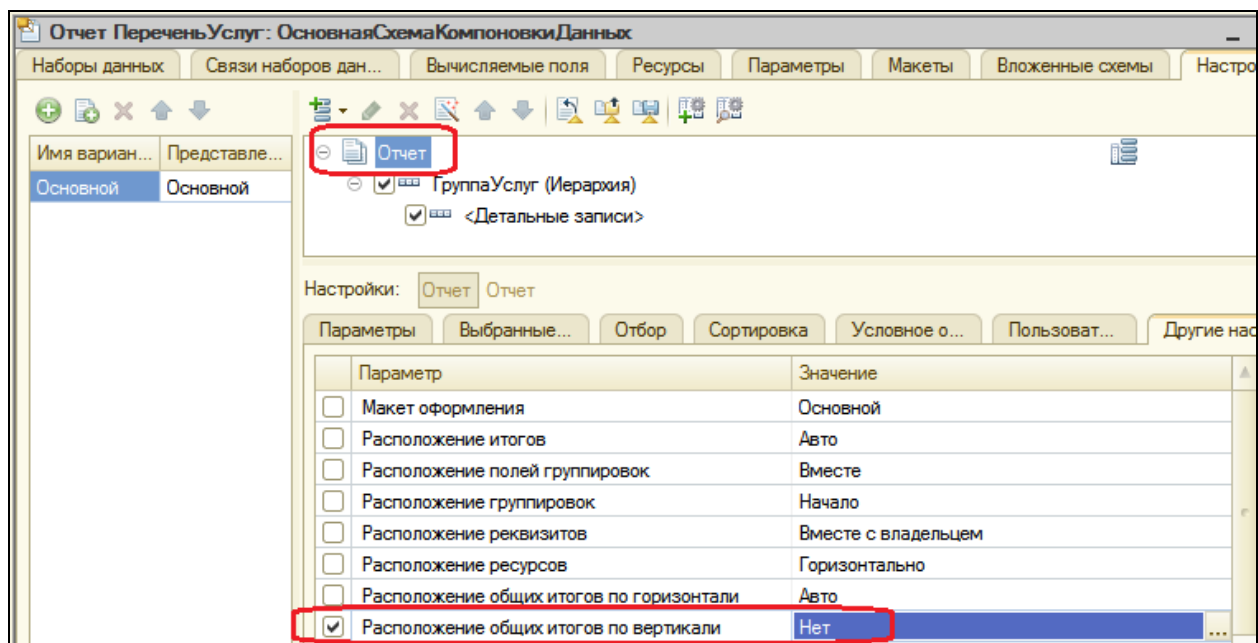 Отчет ПереченьУслуг: ОсновнаяСхемаКомпоновкиДанных
Наборы данных Связи наборов дан... Вычисляемые поля Ресурсы Параметры Макеты Вложенные схемы Настро
Имя вариан... Представле...
Основной Основной
Отчет
ГруппаУслуг (Иерархия)
<Детальные записи>
Настройки: Отчет Отчет
Параметры Выбранные... Отбор Сортировка Условное о... Пользоват... Другие нас
Параметр Значение
Макет оформления Основной
Расположение итогов Авто
Расположение полей группировок Вместе
Расположение группировок Начало
Расположение реквизитов Вместе с владельцем
Расположение ресурсов Горизонтально
Расположение общих итогов по горизонтали Авто
Расположение общих итогов по вертикали Нет ...